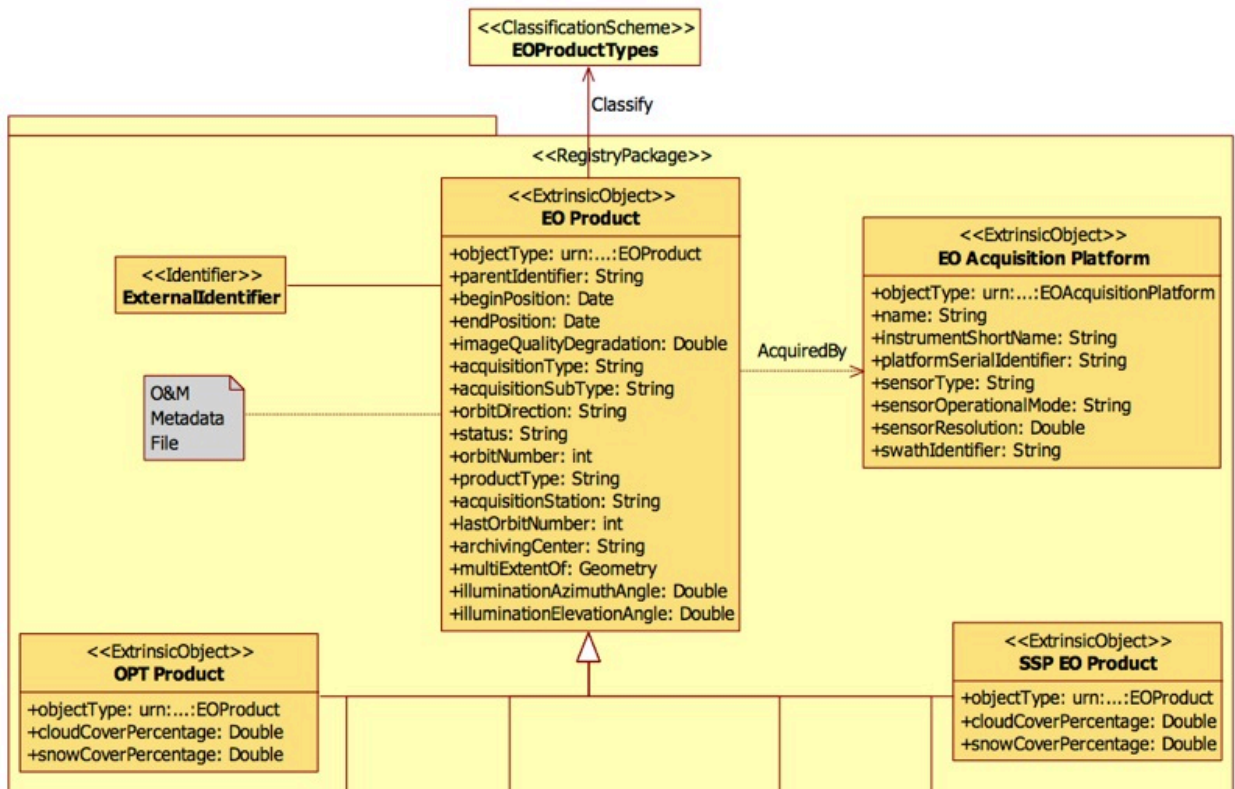 <<ClassificationScheme>>
EOProductTypes
Classify
<<RegistryPackage>>
<<ExtrinsicObject>>
EO Product
+objectType: urn:...:EOProduct
+parentIdentifier: String
+beginPosition: Date
+endPosition: Date
+imageQualityDegradation: Double
+acquisitionType: String
+acquisitionSubType: String
+orbitDirection: String
+status: String
+orbitNumber: int
+productType: String
+acquisitionStation: String
+lastOrbitNumber: int
+archivingCenter: String
+multiExtentOf: Geometry
+illuminationAzimuthAngle: Double
+illuminationElevationAngle: Double
<<Identifier>>
ExternalIdentifier
O&M
Metadata
File
AcquiredBy
<<ExtrinsicObject>>
EO Acquisition Platform
+objectType: urn:...:EOAcquisitionPlatform
+name: String
+instrumentShortName: String
+platformSerialIdentifier: String
+sensorType: String
+sensorOperationalMode: String
+sensorResolution: Double
+swathIdentifier: String
<<ExtrinsicObject>>
OPT Product
+objectType: urn:...:EOProduct
+cloudCoverPercentage: Double
+snowCoverPercentage: Double
<<ExtrinsicObject>>
SSP EO Product
+objectType: urn:...:EOProduct
+cloudCoverPercentage: Double
+snowCoverPercentage: Double